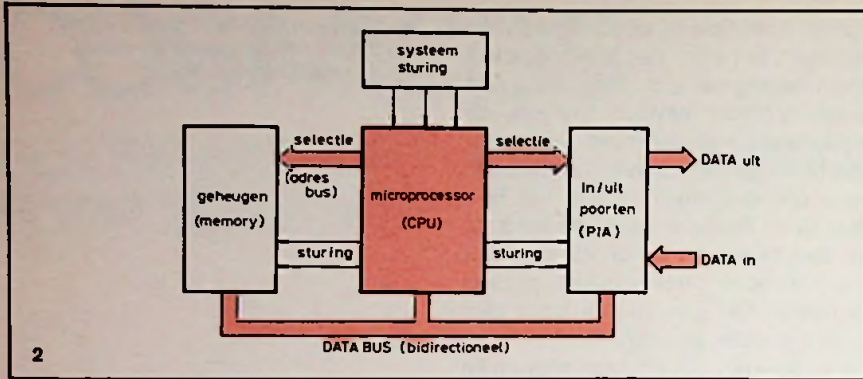 systeem
sturing
selectie
selectie
DATA uit
(adres
bus)
geheugen
(memory)
microprocessor
(CPU)
In/uit
poorten
(PIA)
sturing
sturing
DATA in
DATA BUS (bidirectioneel)
2